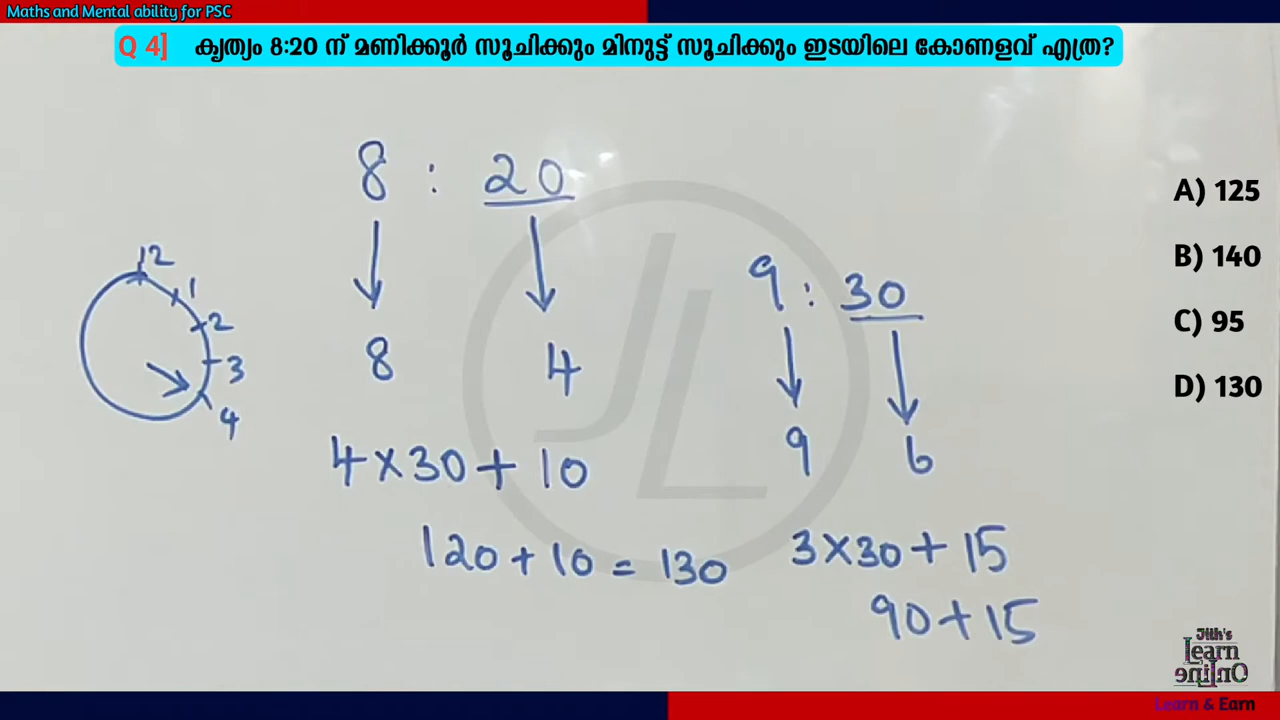 Maths and Mental ability for PSC
Q 4] കൃത്യം 8:20 ന് മണിക്കൂർ സൂചിക്കും മിനുട്ട് സൂചിക്കും ഇടയിലെ കോണളവ് എത്ര?
8 : 20
8 4
4×30+ 10
120+10 = 130
12
1
2
3
4
9 : 30
9 6
3×30+ 15
90+15
A) 125
B) 140
C) 95
D) 130
JL
Jith's
Learn
OnLine
Learn & Earn